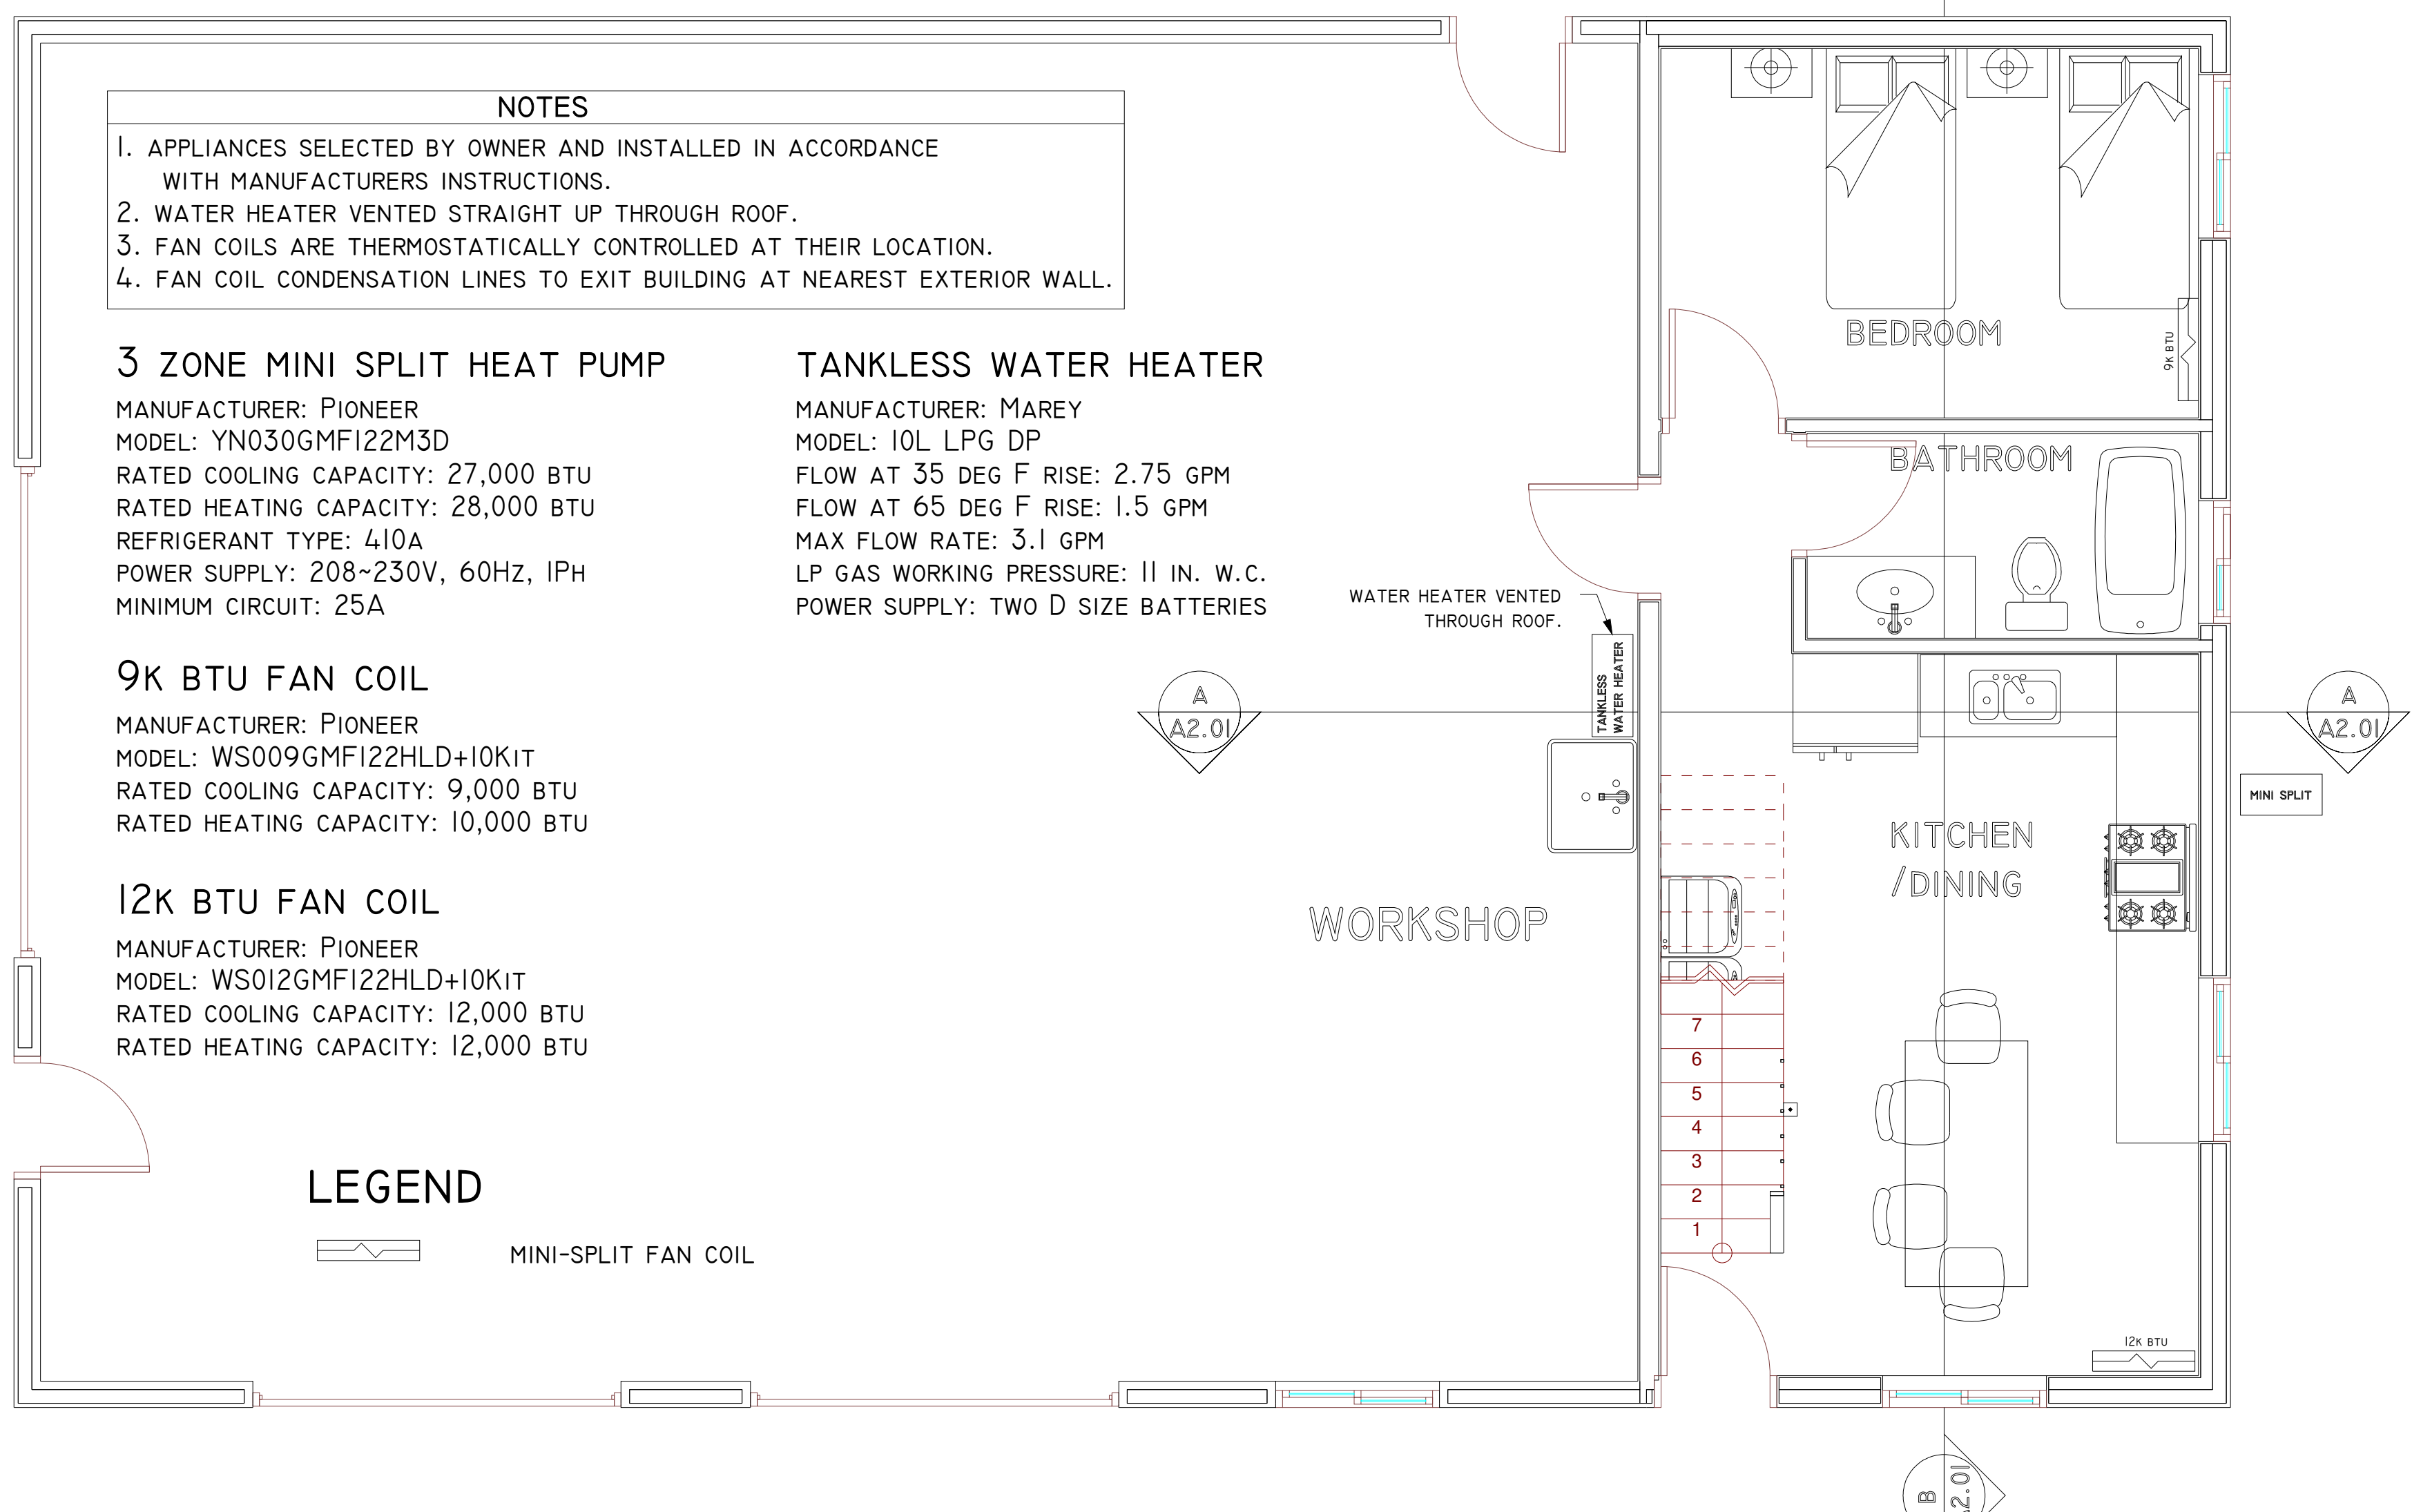 NOTES
1. APPLIANCES SELECTED BY OWNER AND INSTALLED IN ACCORDANCE
WITH MANUFACTURERS INSTRUCTIONS.
2. WATER HEATER VENTED STRAIGHT UP THROUGH ROOF.
3. FAN COILS ARE THERMOSTATICALLY CONTROLLED AT THEIR LOCATION.
4. FAN COIL CONDENSATION LINES TO EXIT BUILDING AT NEAREST EXTERIOR WALL.
3 ZONE MINI SPLIT HEAT PUMP
MANUFACTURER: PIONEER
MODEL: YN030GMFI22M3D
RATED COOLING CAPACITY: 27,000 BTU
RATED HEATING CAPACITY: 28,000 BTU
REFRIGERANT TYPE: 410A
POWER SUPPLY: 208~230V, 60HZ, 1PH
MINIMUM CIRCUIT: 25A
9K BTU FAN COIL
MANUFACTURER: PIONEER
MODEL: WS009GMFI22HLD+10KIT
RATED COOLING CAPACITY: 9,000 BTU
RATED HEATING CAPACITY: 10,000 BTU
12K BTU FAN COIL
MANUFACTURER: PIONEER
MODEL: WS012GMFI22HLD+10KIT
RATED COOLING CAPACITY: 12,000 BTU
RATED HEATING CAPACITY: 12,000 BTU
LEGEND
MINI-SPLIT FAN COIL
TANKLESS WATER HEATER
MANUFACTURER: MAREY
MODEL: 10L LPG DP
FLOW AT 35 DEG F RISE: 2.75 GPM
FLOW AT 65 DEG F RISE: 1.5 GPM
MAX FLOW RATE: 3.1 GPM
LP GAS WORKING PRESSURE: 11 IN. W.C.
POWER SUPPLY: TWO D SIZE BATTERIES
WATER HEATER VENTED
THROUGH ROOF.
TANKLESS
WATER HEATER
A
A2.01
WORKSHOP
BEDROOM
9K BTU
BATHROOM
KITCHEN
/DINING
7
6
5
4
3
2
1
12K BTU
A
A2.01
MINI SPLIT
B
2.01